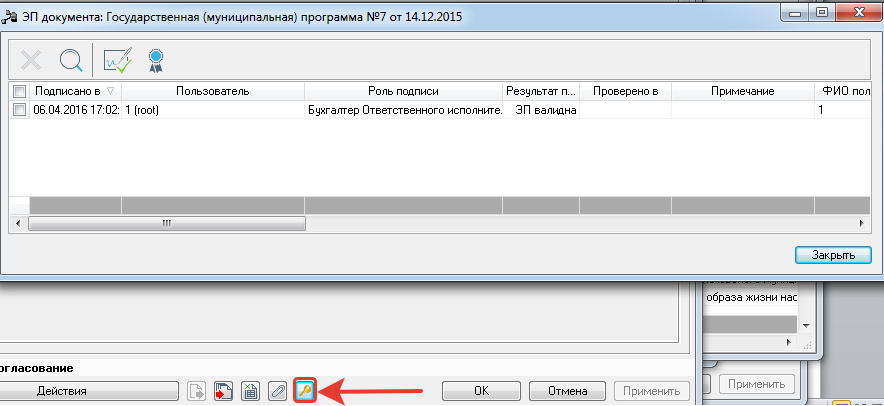 ЭП документа: Государственная (муниципальная) программа №7 от 14.12.2015
Подписано в Пользователь Роль подписи Результат п... Проверено в Примечание ФИО пол
06.04.2016 17:02: 1 (root) Бухгалтер Ответственного исполните. ЭП валидна 1
Закрыть
образа жизни нас
огласование
Действия OK Отмена Применить Применить